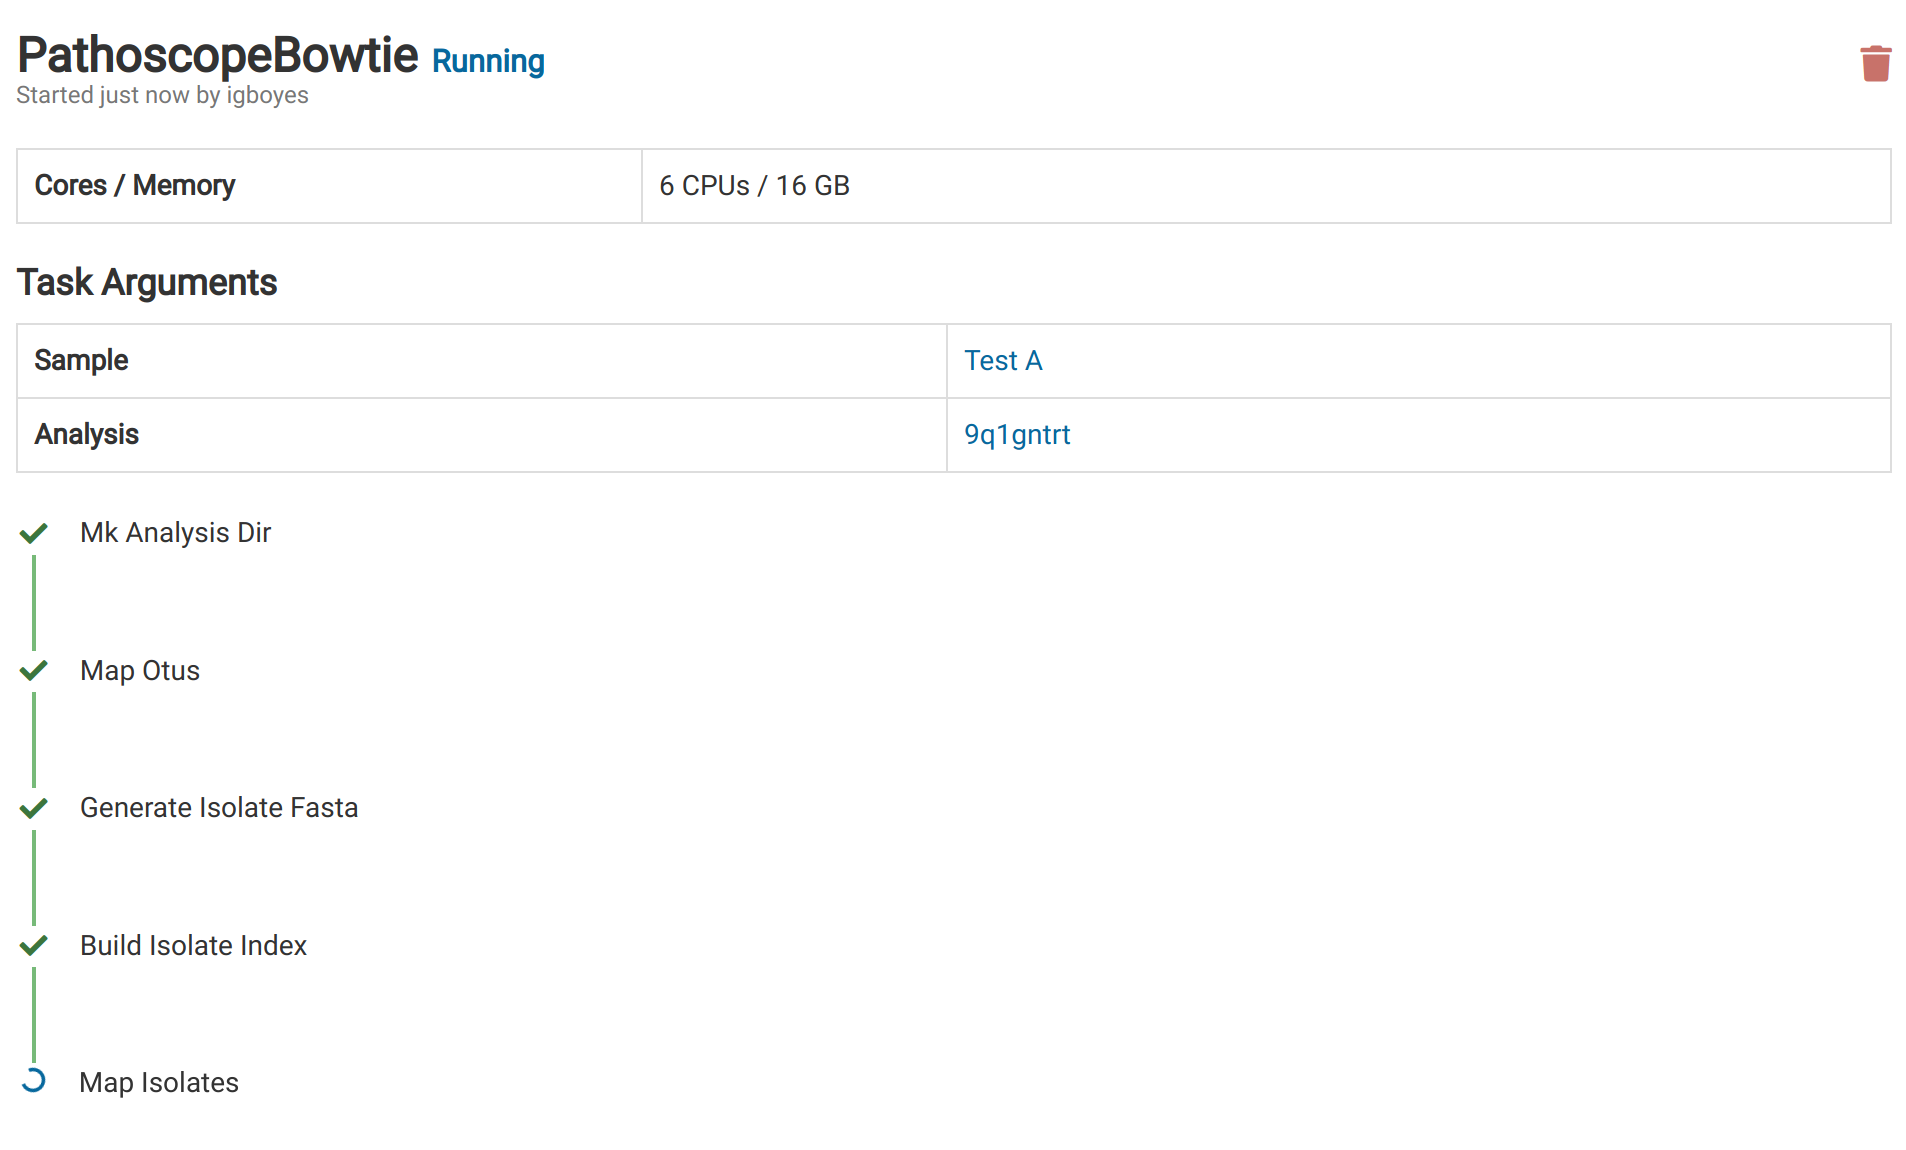 PathoscopeBowtie Running
Started just now by igboyes
Cores / Memory 6 CPUs / 16 GB
Task Arguments
Sample Test A
Analysis 9q1gntrt
Mk Analysis Dir
Map Otus
Generate Isolate Fasta
Build Isolate Index
Map Isolates